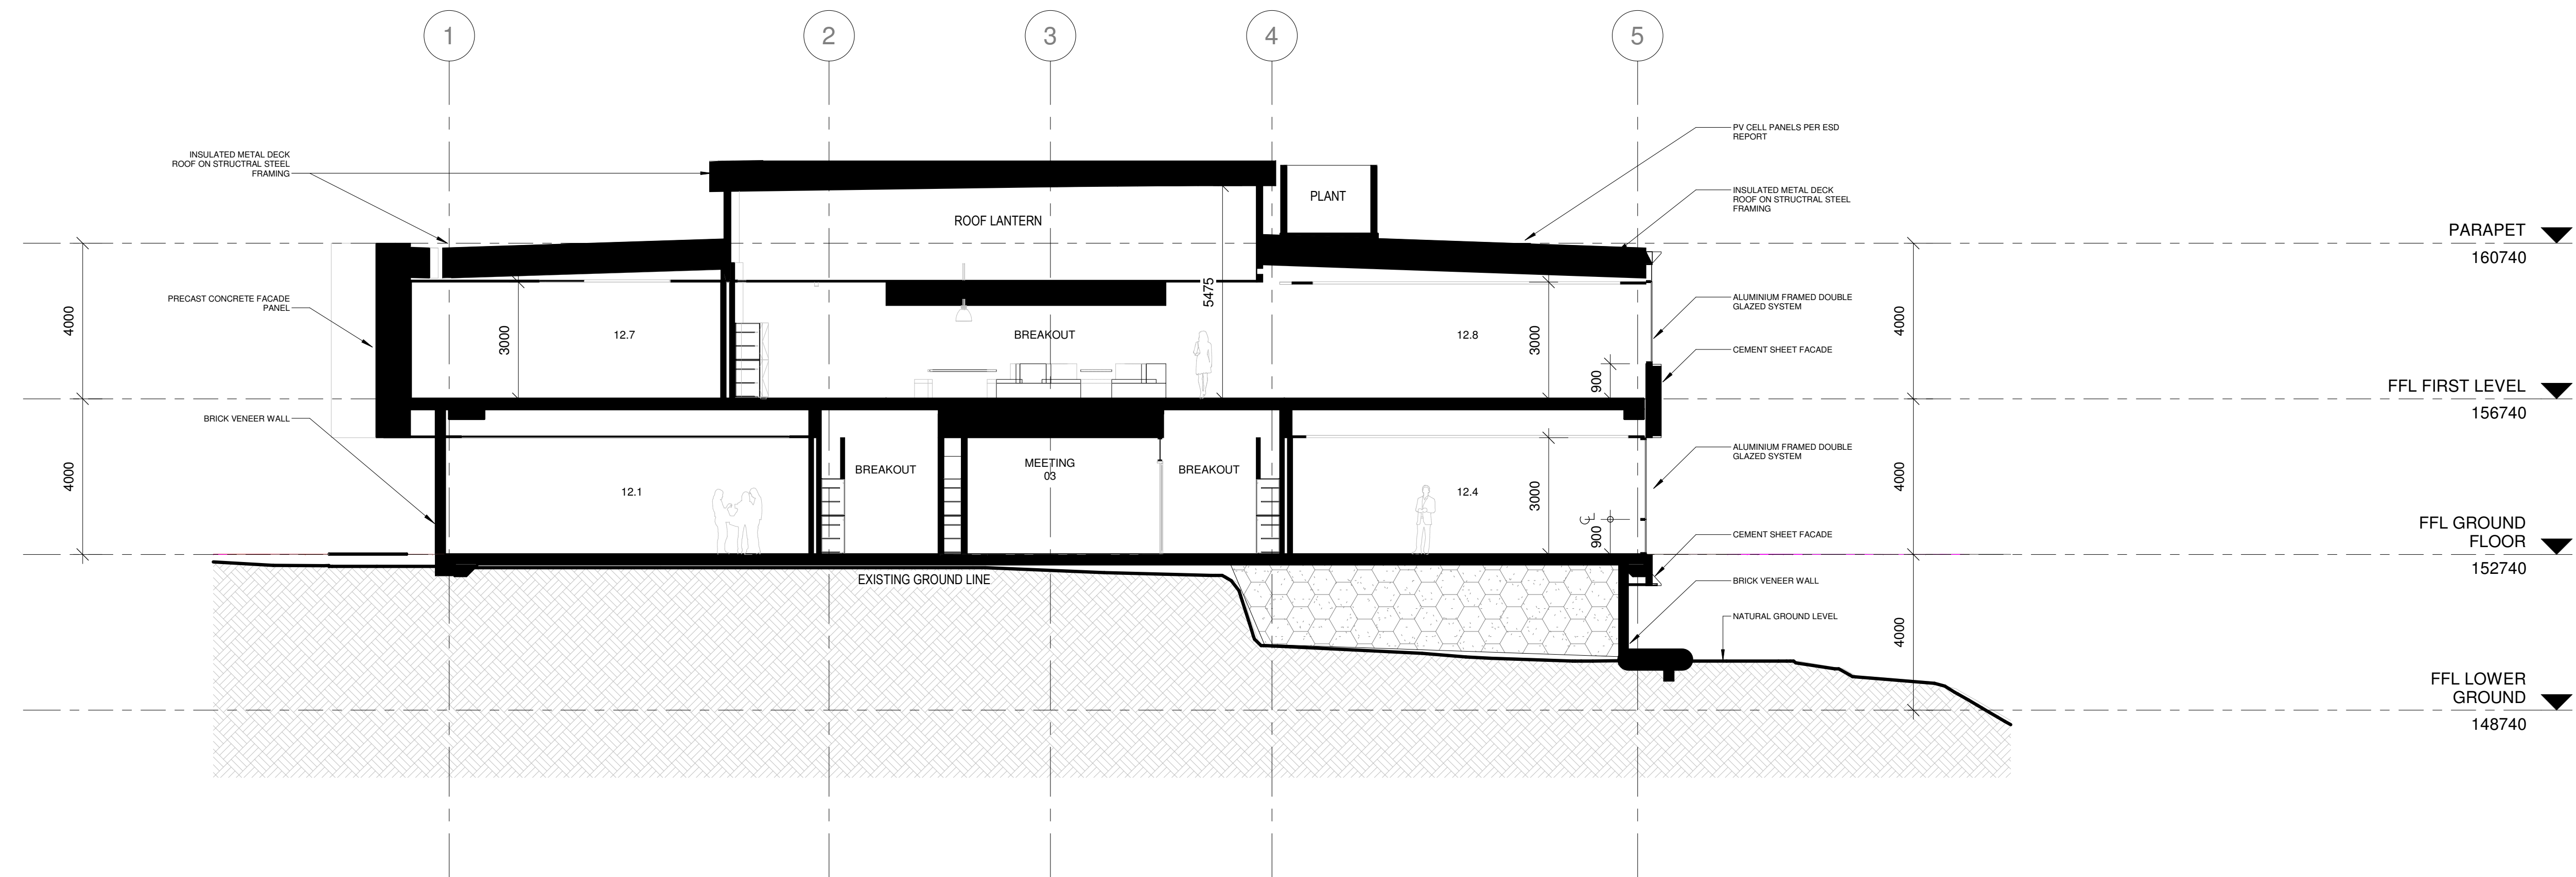 1
2
3
4
5
PV CELL PANELS PER ESD
REPORT
INSULATED METAL DECK
ROOF ON STRUCTRAL STEEL
FRAMING
PLANT
INSULATED METAL DECK
ROOF ON STRUCTRAL STEEL
FRAMING
ROOF LANTERN
PARAPET
160740
PRECAST CONCRETE FACADE
PANEL
4000
3000
12.7
BREAKOUT
5475
12.8
3000
900
ALUMINIUM FRAMED DOUBLE
GLAZED SYSTEM
CEMENT SHEET FACADE
4000
FFL FIRST LEVEL
156740
BRICK VENEER WALL
4000
12.1
BREAKOUT
MEETING
03
BREAKOUT
12.4
3000
900
CL
ALUMINIUM FRAMED DOUBLE
GLAZED SYSTEM
4000
FFL GROUND
FLOOR
152740
CEMENT SHEET FACADE
EXISTING GROUND LINE
BRICK VENEER WALL
NATURAL GROUND LEVEL
4000
FFL LOWER
GROUND
148740